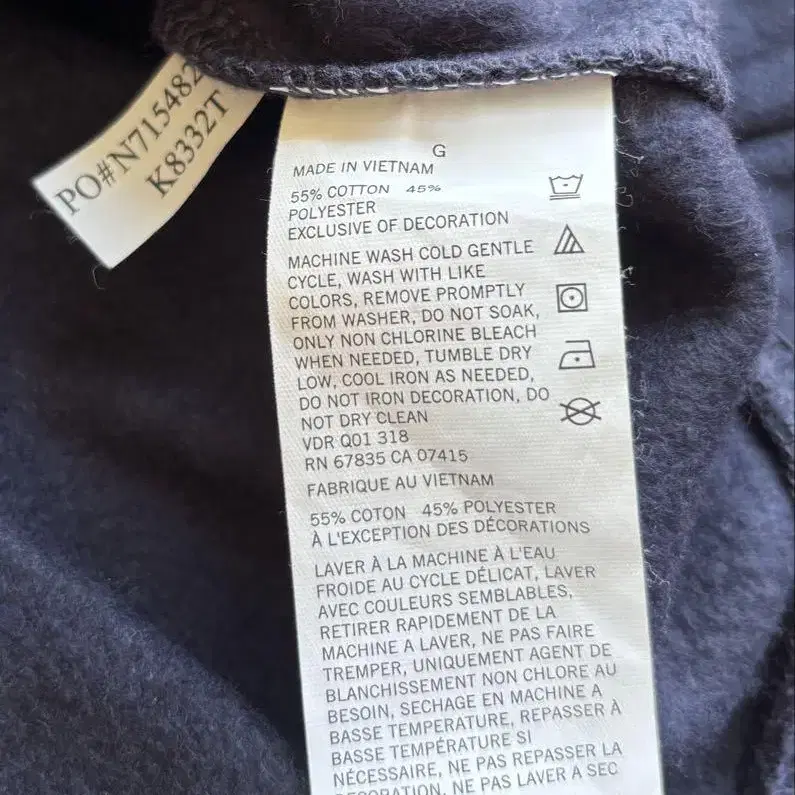 PO#N715482
K8332T
G
MADE IN VIETNAM
55% COTTON 45%
POLYESTER
EXCLUSIVE OF DECORATION
MACHINE WASH COLD GENTLE
CYCLE, WASH WITH LIKE
COLORS, REMOVE PROMPTLY
FROM WASHER, DO NOT SOAK,
ONLY NON CHLORINE BLEACH
WHEN NEEDED, TUMBLE DRY
LOW, COOL IRON AS NEEDED,
DO NOT IRON DECORATION, DO
NOT DRY CLEAN
VDR Q01 318
RN 67835 CA 07415
FABRIQUE AU VIETNAM
55% COTON 45% POLYESTER
À L'EXCEPTION DES DÉCORATIONS
LAVER À LA MACHINE À L'EAU
FROIDE AU CYCLE DÉLICAT, LAVER
AVEC COULEURS SEMBLABLES,
RETIRER RAPIDEMENT DE LA
MACHINE A LAVER, NE PAS FAIRE
TREMPER, UNIQUEMENT AGENT DE
BLANCHISSEMENT NON CHLORE AU
BESOIN, SECHAGE EN MACHINE A
BASSE TEMPERATURE, REPASSER À
BASSE TEMPÉRATURE SI
NÉCESSAIRE, NE PAS REPASSER LA
DECORATION, NE PAS LAVER A SEC